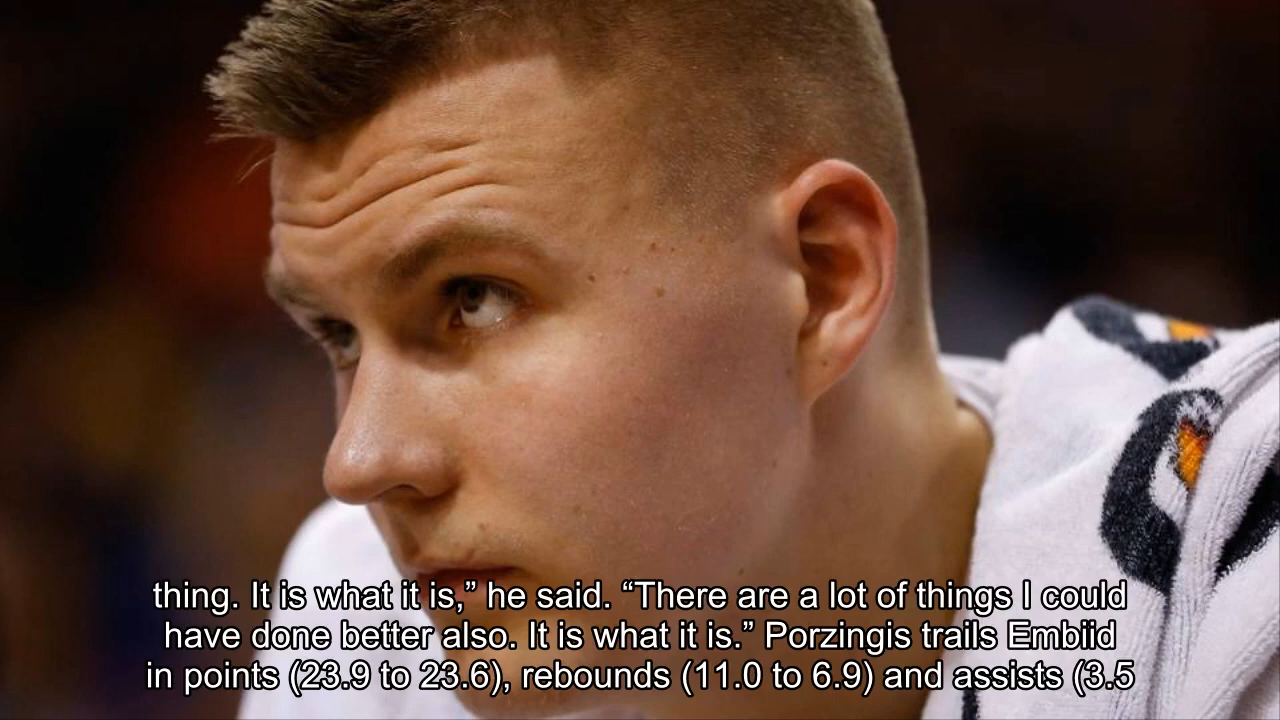 thing. It is what it is,” he said. “There are a lot of things I could
have done better also. It is what it is.” Porzingis trails Embiid
in points (23.9 to 23.6), rebounds (11.0 to 6.9) and assists (3.5